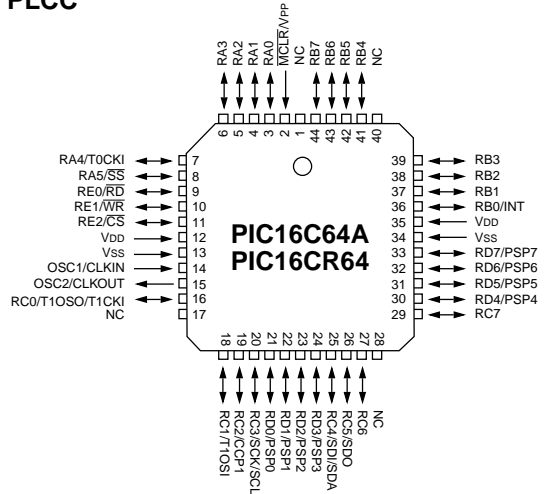 PLCC
RA3
RA2
RA1
RA0
MCLR/VPP
NC
RB7
RB6
RB5
RB4
NC
6
5
4
3
2
1
44
43
42
41
40
RA4/T0CKI 7
RA5/SS 8
RE0/RD 9
RE1/WR 10
RE2/CS 11
VDD 12
VSS 13
OSC1/CLKIN 14
OSC2/CLKOUT 15
RC0/T1OSO/T1CKI 16
NC 17
PIC16C64A
PIC16CR64
39 RB3
38 RB2
37 RB1
36 RB0/INT
35 VDD
34 VSS
33 RD7/PSP7
32 RD6/PSP6
31 RD5/PSP5
30 RD4/PSP4
29 RC7
18
19
20
21
22
23
24
25
26
27
28
RC1/T1OSI
RC2/CCP1
RC3/SCK/SCL
RD0/PSP0
RD1/PSP1
RD2/PSP2
RD3/PSP3
RC4/SDI/SDA
RC5/SDO
RC6
NC